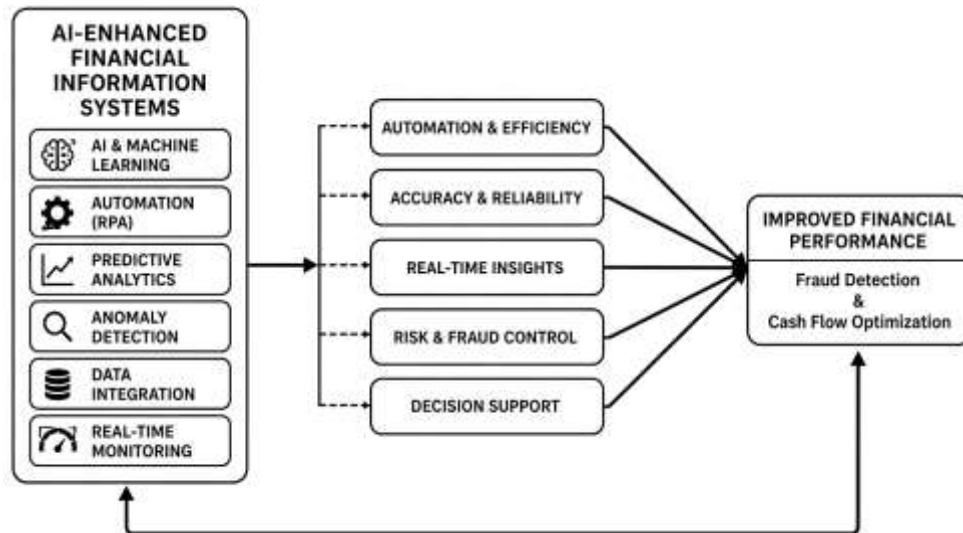 AI-ENHANCED
FINANCIAL
INFORMATION
SYSTEMS
AI & MACHINE
LEARNING
AUTOMATION
(RPA)
PREDICTIVE
ANALYTICS
ANOMALY
DETECTION
DATA
INTEGRATION
REAL-TIME
MONITORING
AUTOMATION & EFFICIENCY
ACCURACY & RELIABILITY
REAL-TIME INSIGHTS
RISK & FRAUD CONTROL
DECISION SUPPORT
IMPROVED FINANCIAL
PERFORMANCE
Fraud Detection
&
Cash Flow Optimization